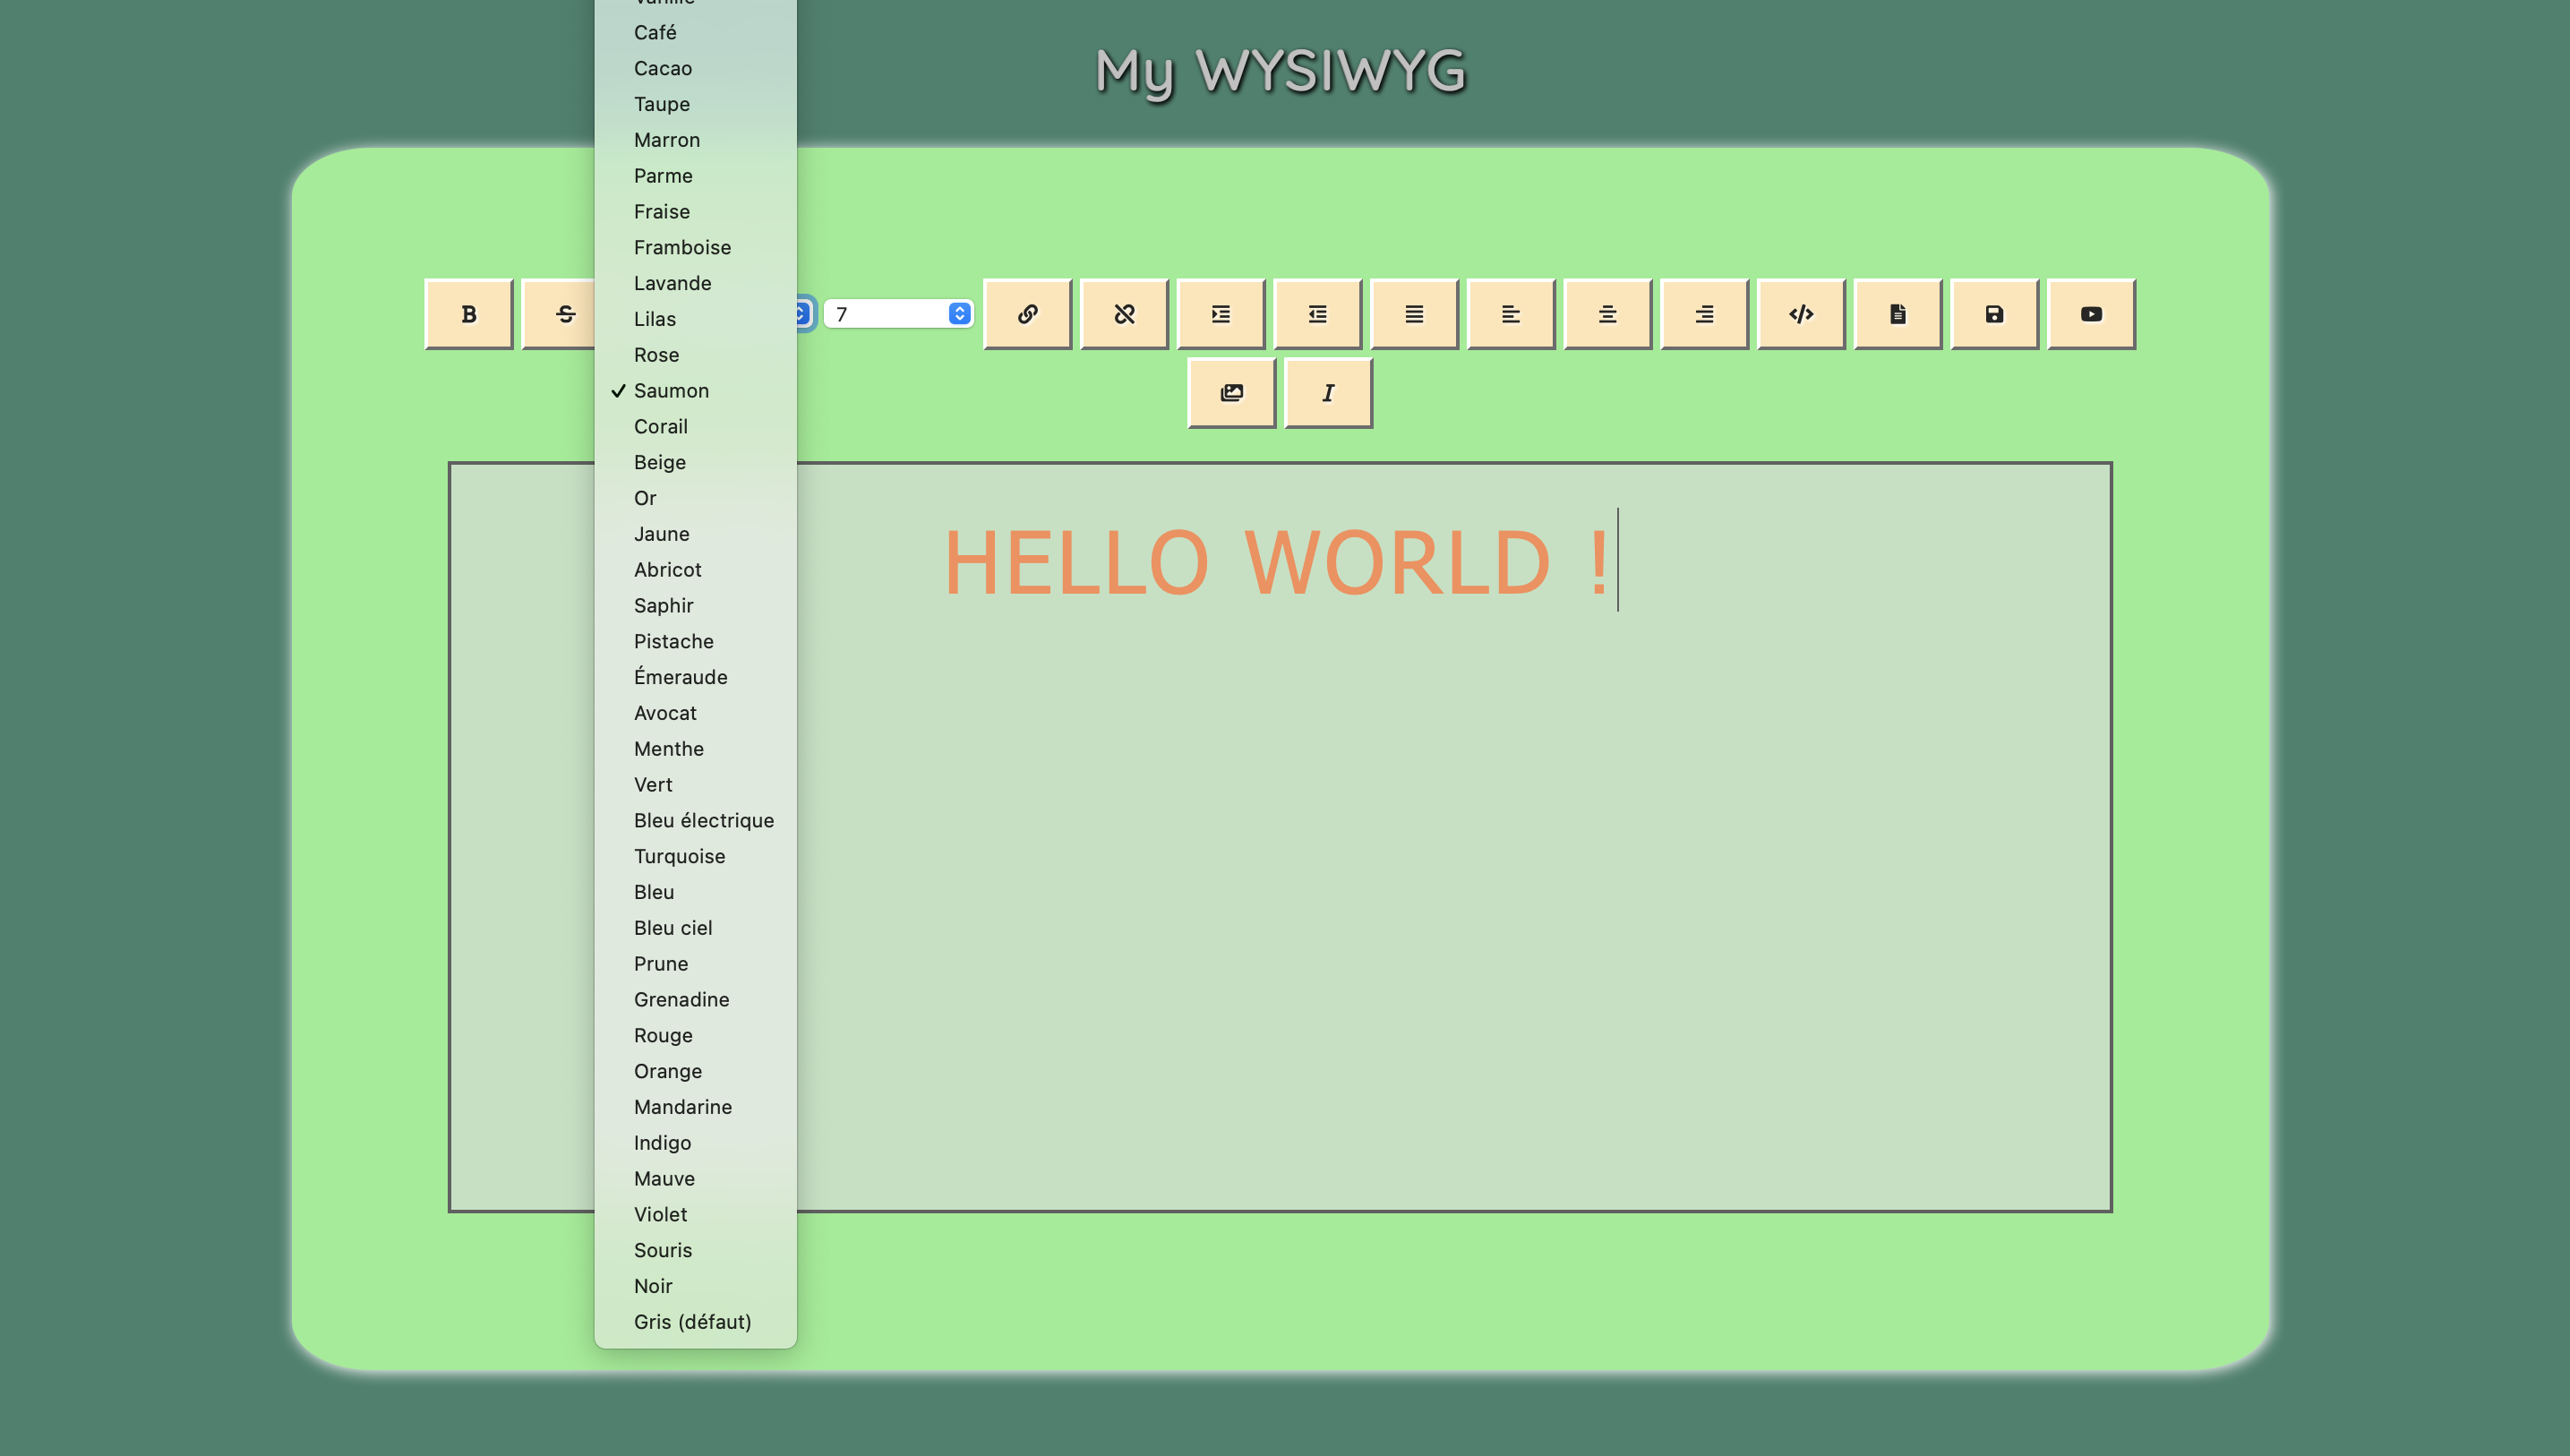 My WYSIWYG
Café
Cacao
Taupe
Marron
Parme
Fraise
Framboise
Lavande
Lilas
Rose
Saumon
Corail
Beige
Or
Jaune
Abricot
Saphir
Pistache
Émeraude
Avocat
Menthe
Vert
Bleu électrique
Turquoise
Bleu
Bleu ciel
Prune
Grenadine
Rouge
Orange
Mandarine
Indigo
Mauve
Violet
Souris
Noir
Gris (défaut)
B
S
7
I
HELLO WORLD !